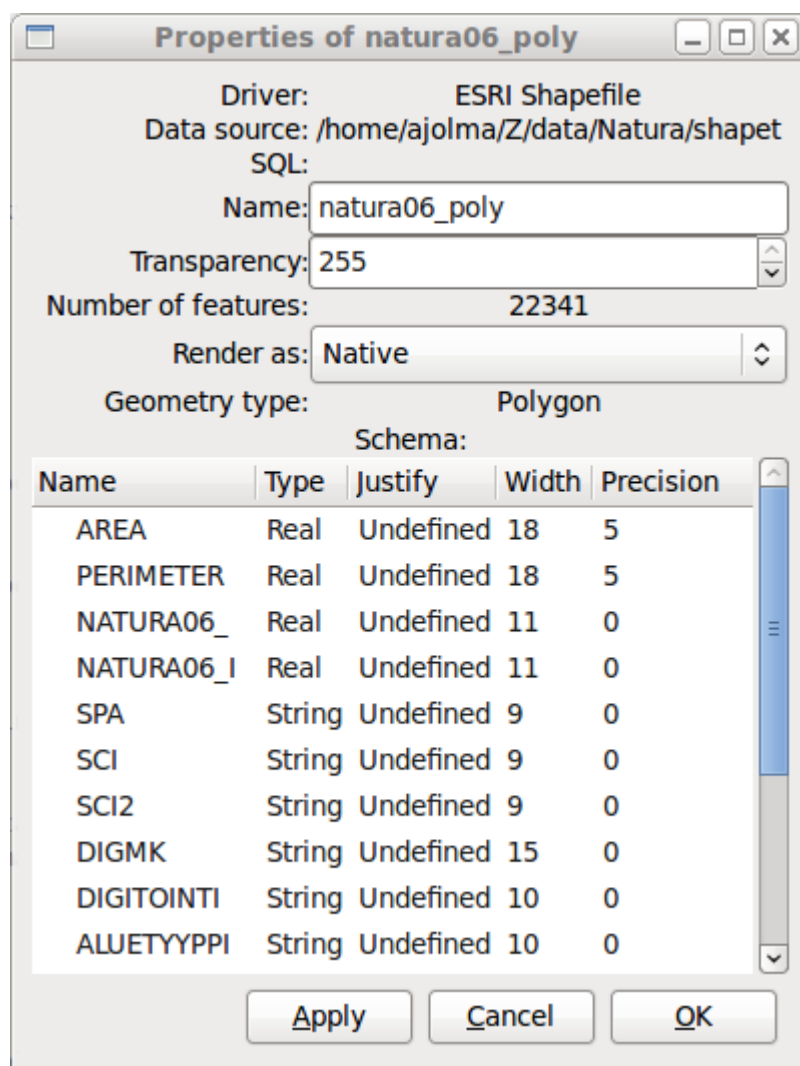 Properties of natura06_poly
Driver: ESRI Shapefile
Data source: /home/ajolma/Z/data/Natura/shapet
SQL:
Name: natura06_poly
Transparency: 255
Number of features: 22341
Render as: Native
Geometry type: Polygon
Schema:
Name Type Justify Width Precision
AREA Real Undefined 18 5
PERIMETER Real Undefined 18 5
NATURA06_ Real Undefined 11 0
NATURA06_I Real Undefined 11 0
SPA String Undefined 9 0
SCI String Undefined 9 0
SCI2 String Undefined 9 0
DIGMK String Undefined 15 0
DIGITOINTI String Undefined 10 0
ALUETYYPPI String Undefined 10 0
Apply Cancel OK